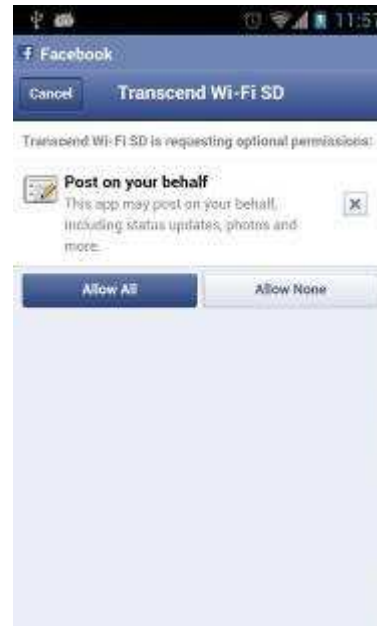 11:57
Facebook
Cancel
Transcend Wi-Fi SD
Transcend Wi-Fi SD is requesting optional permissions:
Post on your behalf
This app may post on your behalf,
including status updates, photos and
more.
Allow All
Allow None